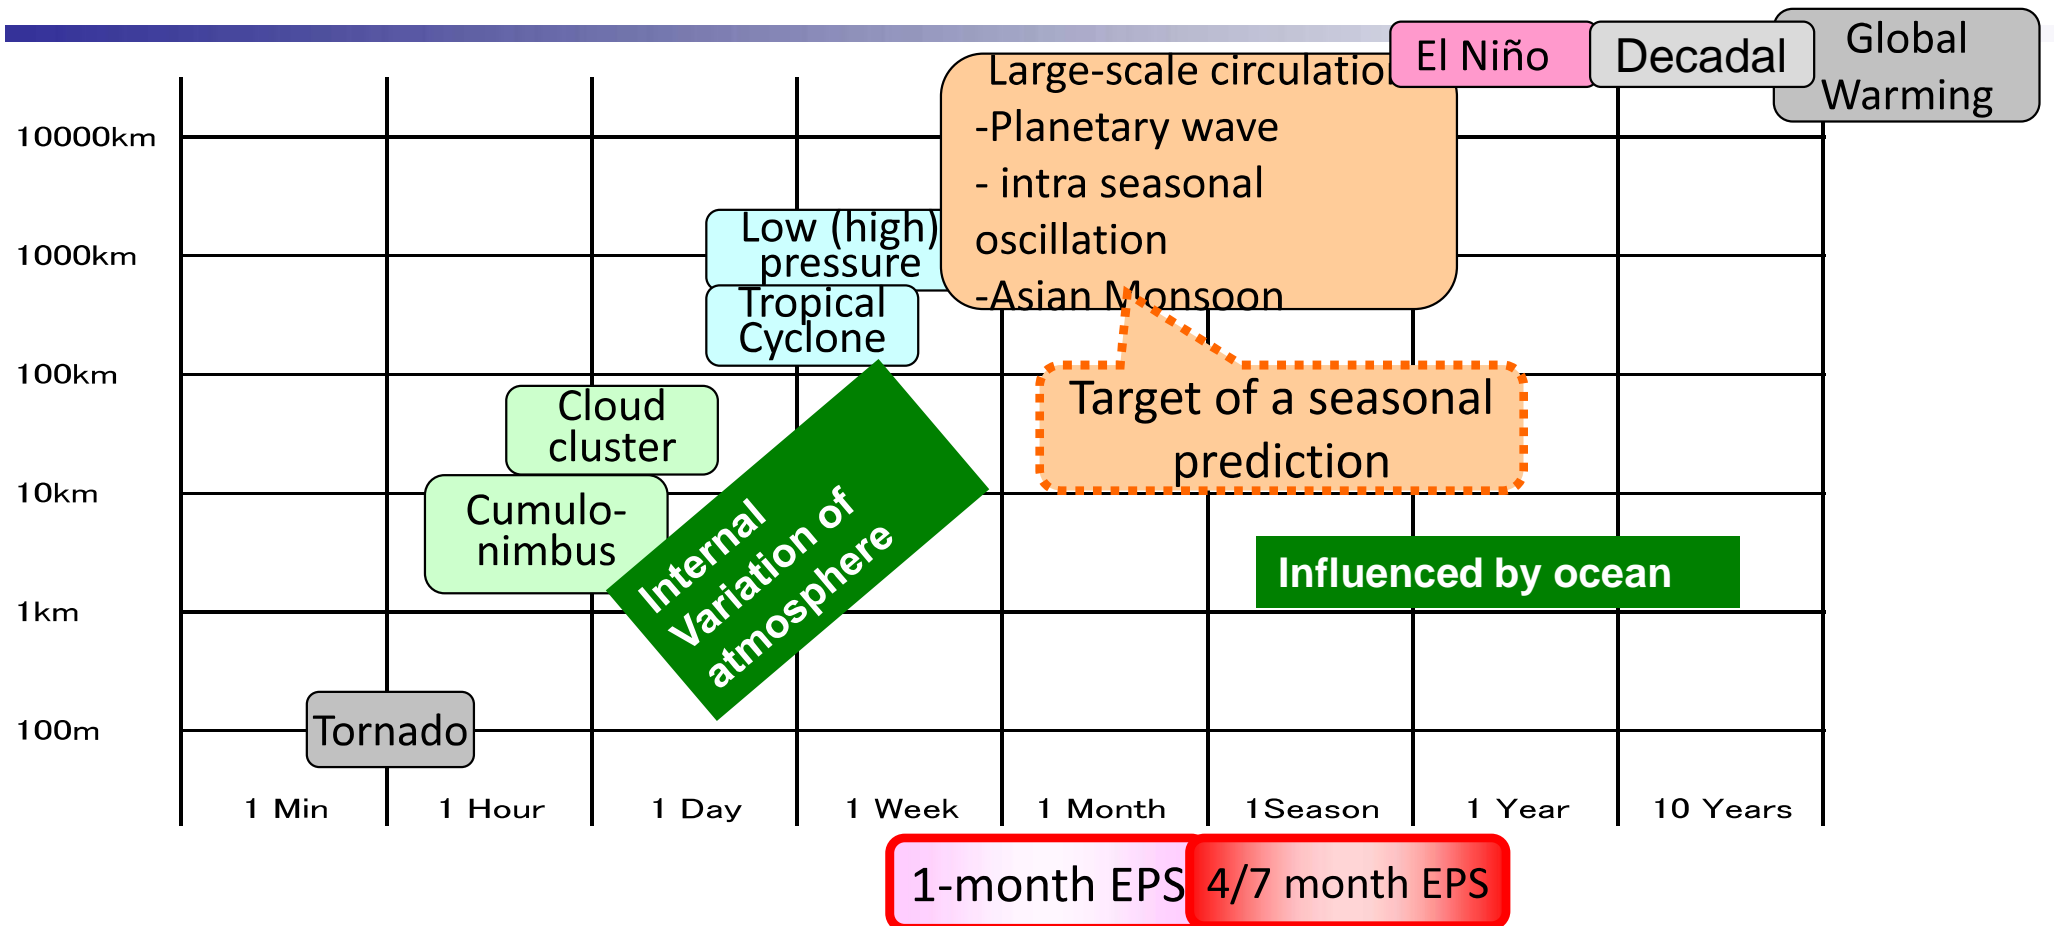 El Niño
Decadal
Global
Warming
Large-scale circulatio
-Planetary wave
- intra seasonal
oscillation
-Asian Monsoon
10000km
1000km
100km
10km
1km
100m
Low (high)
pressure
Tropical
Cyclone
Cloud
cluster
Cumulo-
nimbus
Tornado
Internal
Variation of
atmosphere
Target of a seasonal
prediction
Influenced by ocean
1 Min
1 Hour
1 Day
1 Week
1 Month
1Season
1 Year
10 Years
1-month EPS
4/7 month EPS